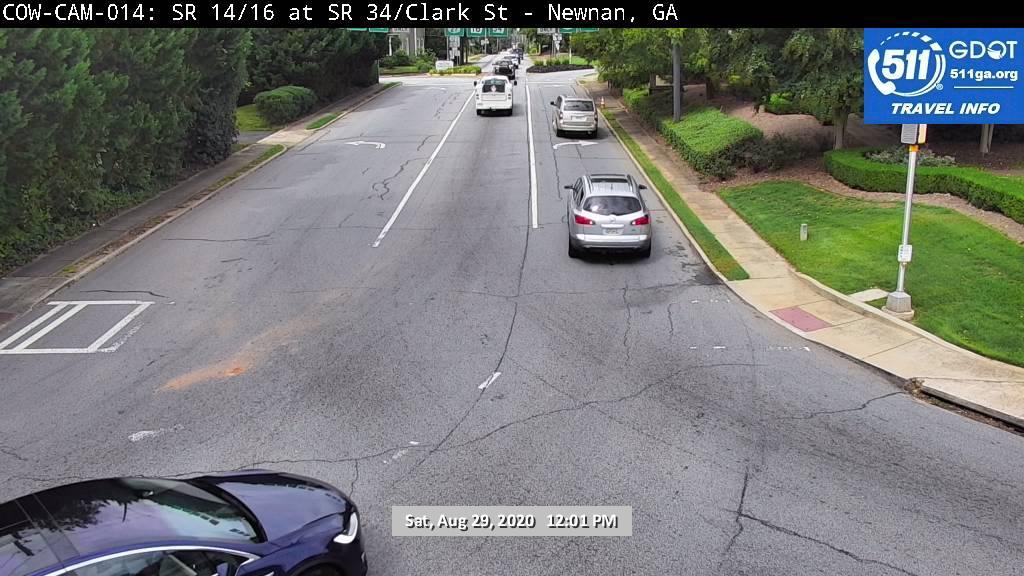 COW-CAM-014: SR 14/16 at SR 34/Clark St - Newnan, GA
511 GDOT
511ga.org
TRAVEL INFO
Sat, Aug 29, 2020 12:01 PM